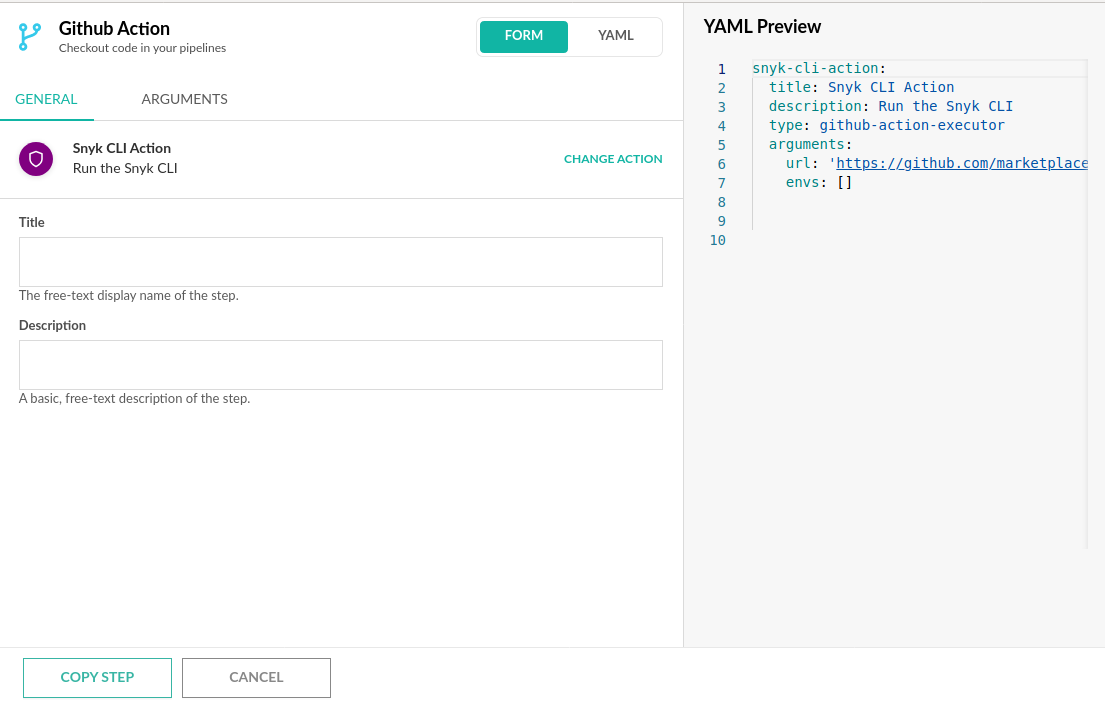 Github Action
Checkout code in your pipelines
FORM
YAML
GENERAL
ARGUMENTS
Snyk CLI Action
Run the Snyk CLI
CHANGE ACTION
Title
The free-text display name of the step.
Description
A basic, free-text description of the step.
COPY STEP
CANCEL
YAML Preview
1 snyk-cli-action:
2 title: Snyk CLI Action
3 description: Run the Snyk CLI
4 type: github-action-executor
5 arguments:
6 url: 'https://github.com/marketplace
7 envs: []
8
9
10